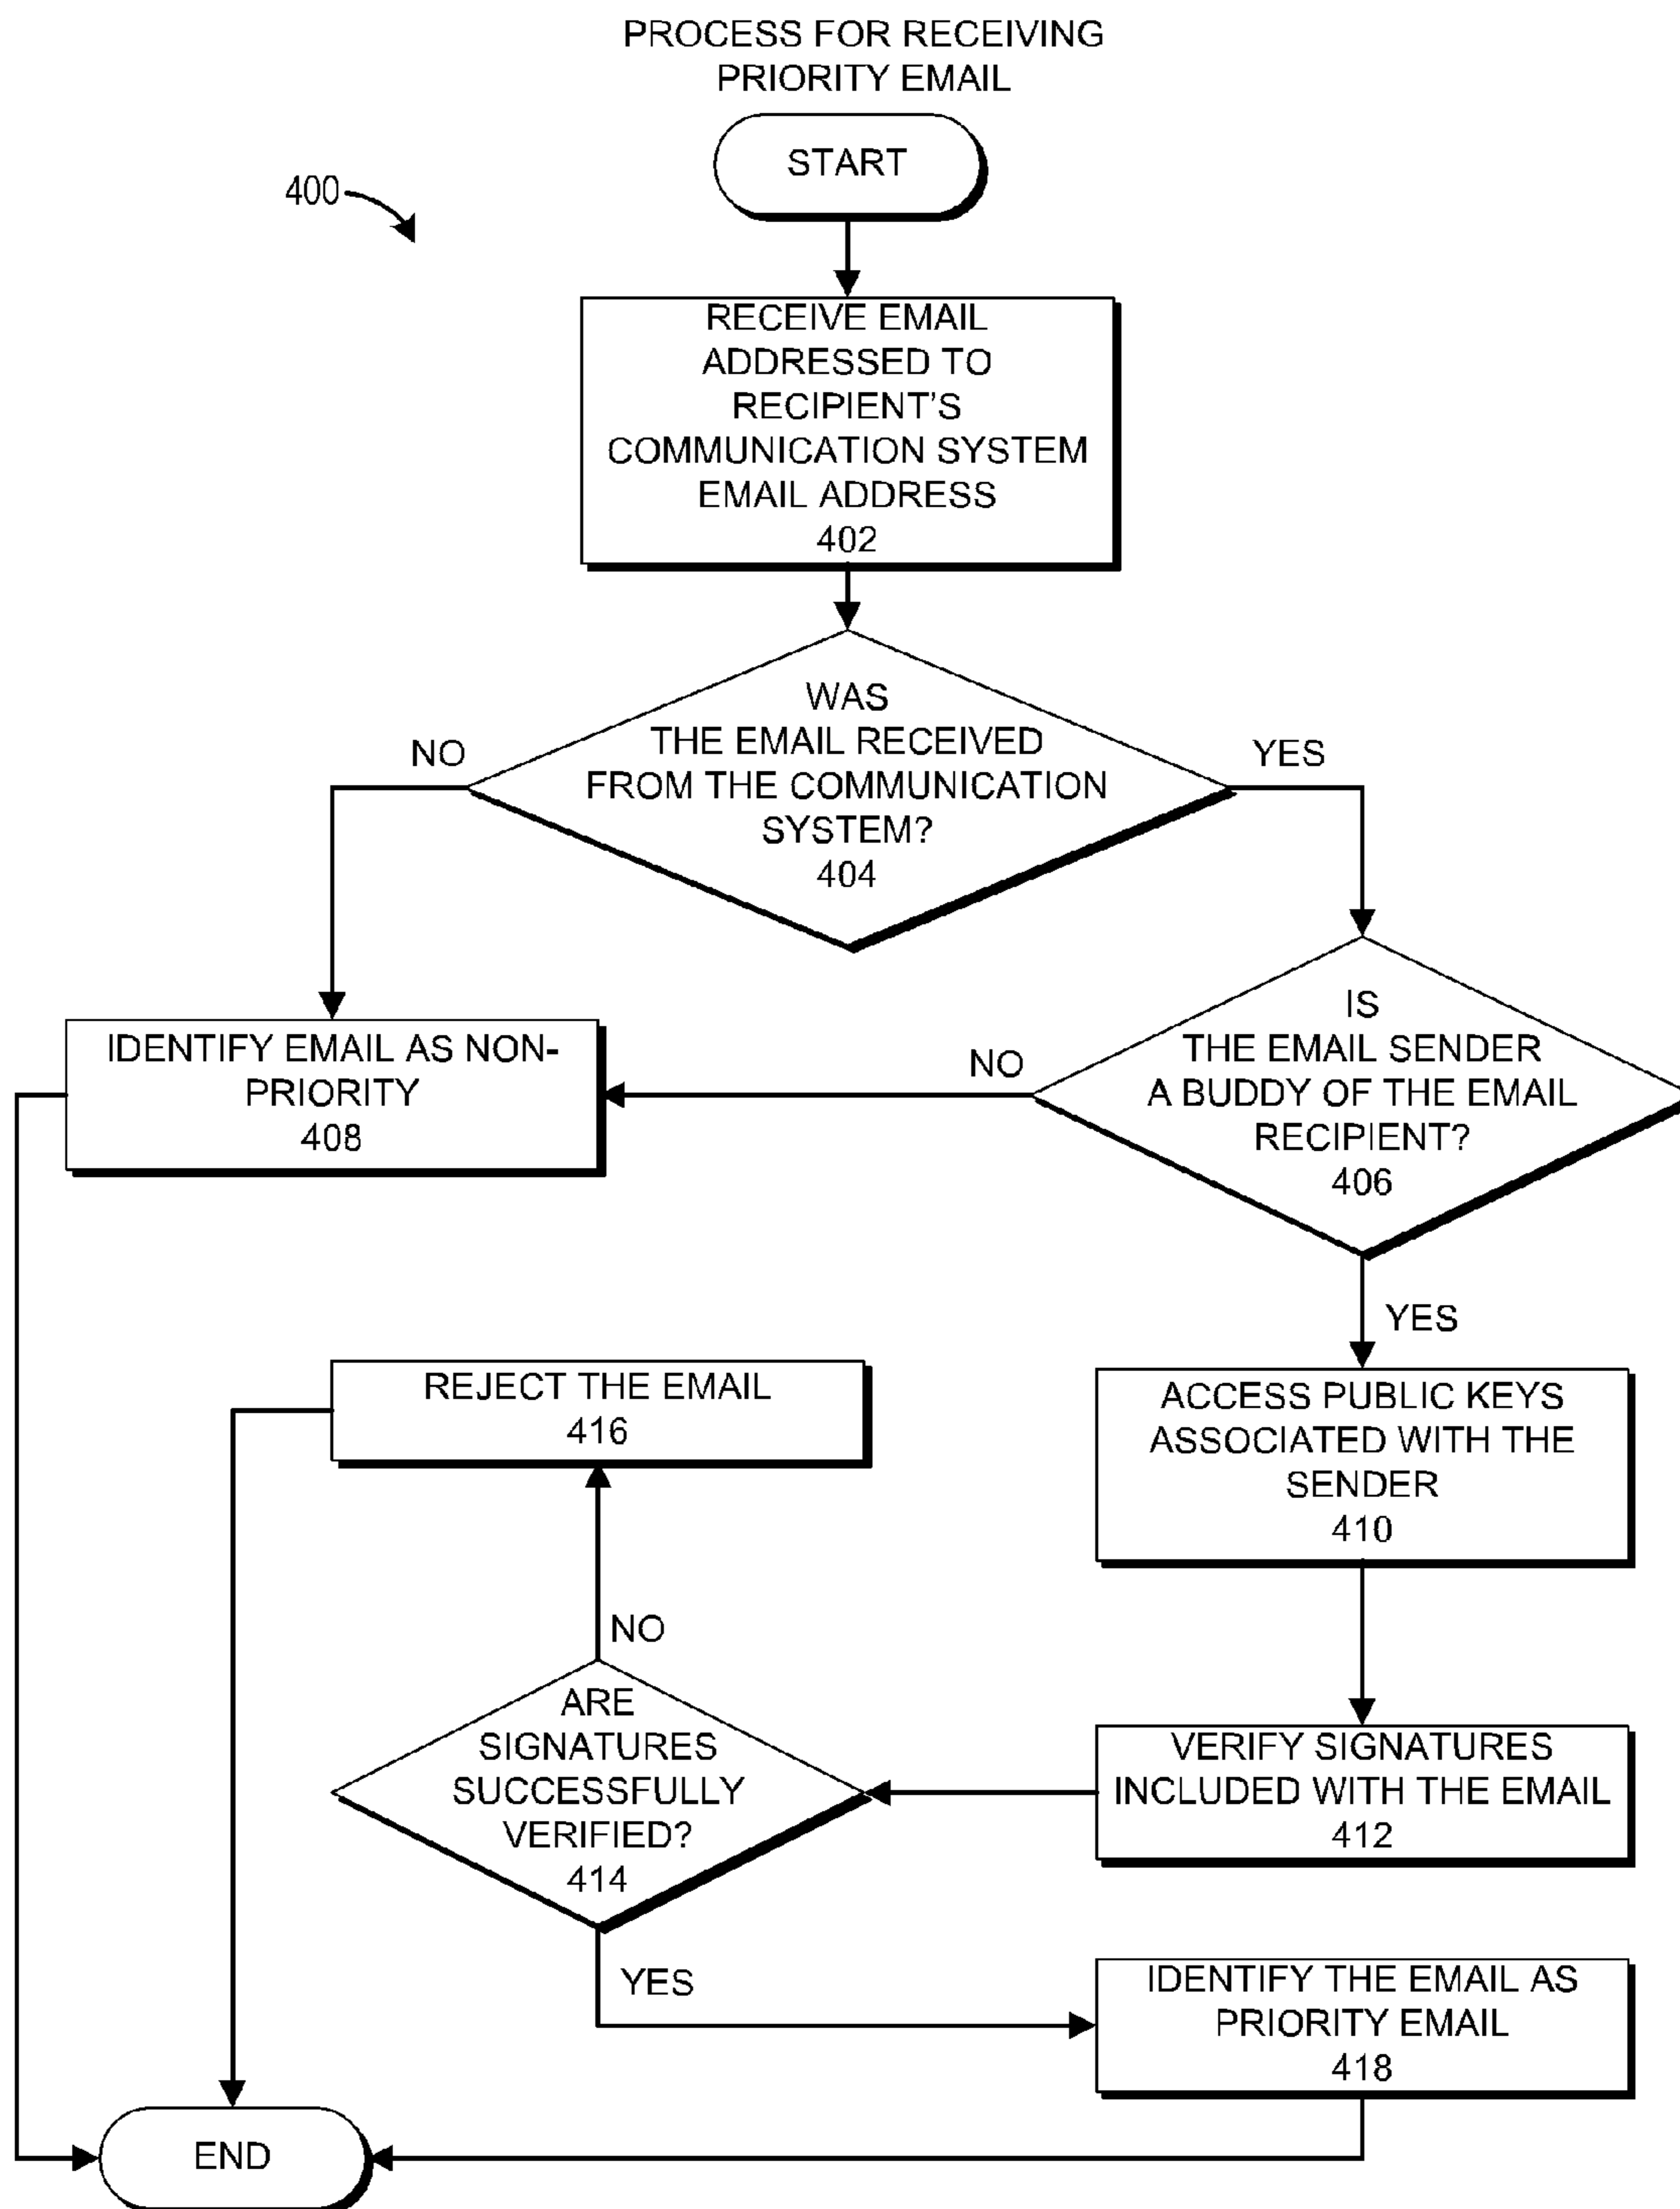 PROCESS FOR RECEIVING
PRIORITY EMAIL
START
400
RECEIVE EMAIL
ADDRESSED TO
RECIPIENT'S
COMMUNICATION SYSTEM
EMAIL ADDRESS
402
WAS
THE EMAIL RECEIVED
FROM THE COMMUNICATION
SYSTEM?
404
NO
YES
IDENTIFY EMAIL AS NON-
PRIORITY
408
NO
IS
THE EMAIL SENDER
A BUDDY OF THE EMAIL
RECIPIENT?
406
YES
REJECT THE EMAIL
416
ACCESS PUBLIC KEYS
ASSOCIATED WITH THE
SENDER
410
NO
ARE
SIGNATURES
SUCCESSFULLY
VERIFIED?
414
VERIFY SIGNATURES
INCLUDED WITH THE EMAIL
412
YES
IDENTIFY THE EMAIL AS
PRIORITY EMAIL
418
END